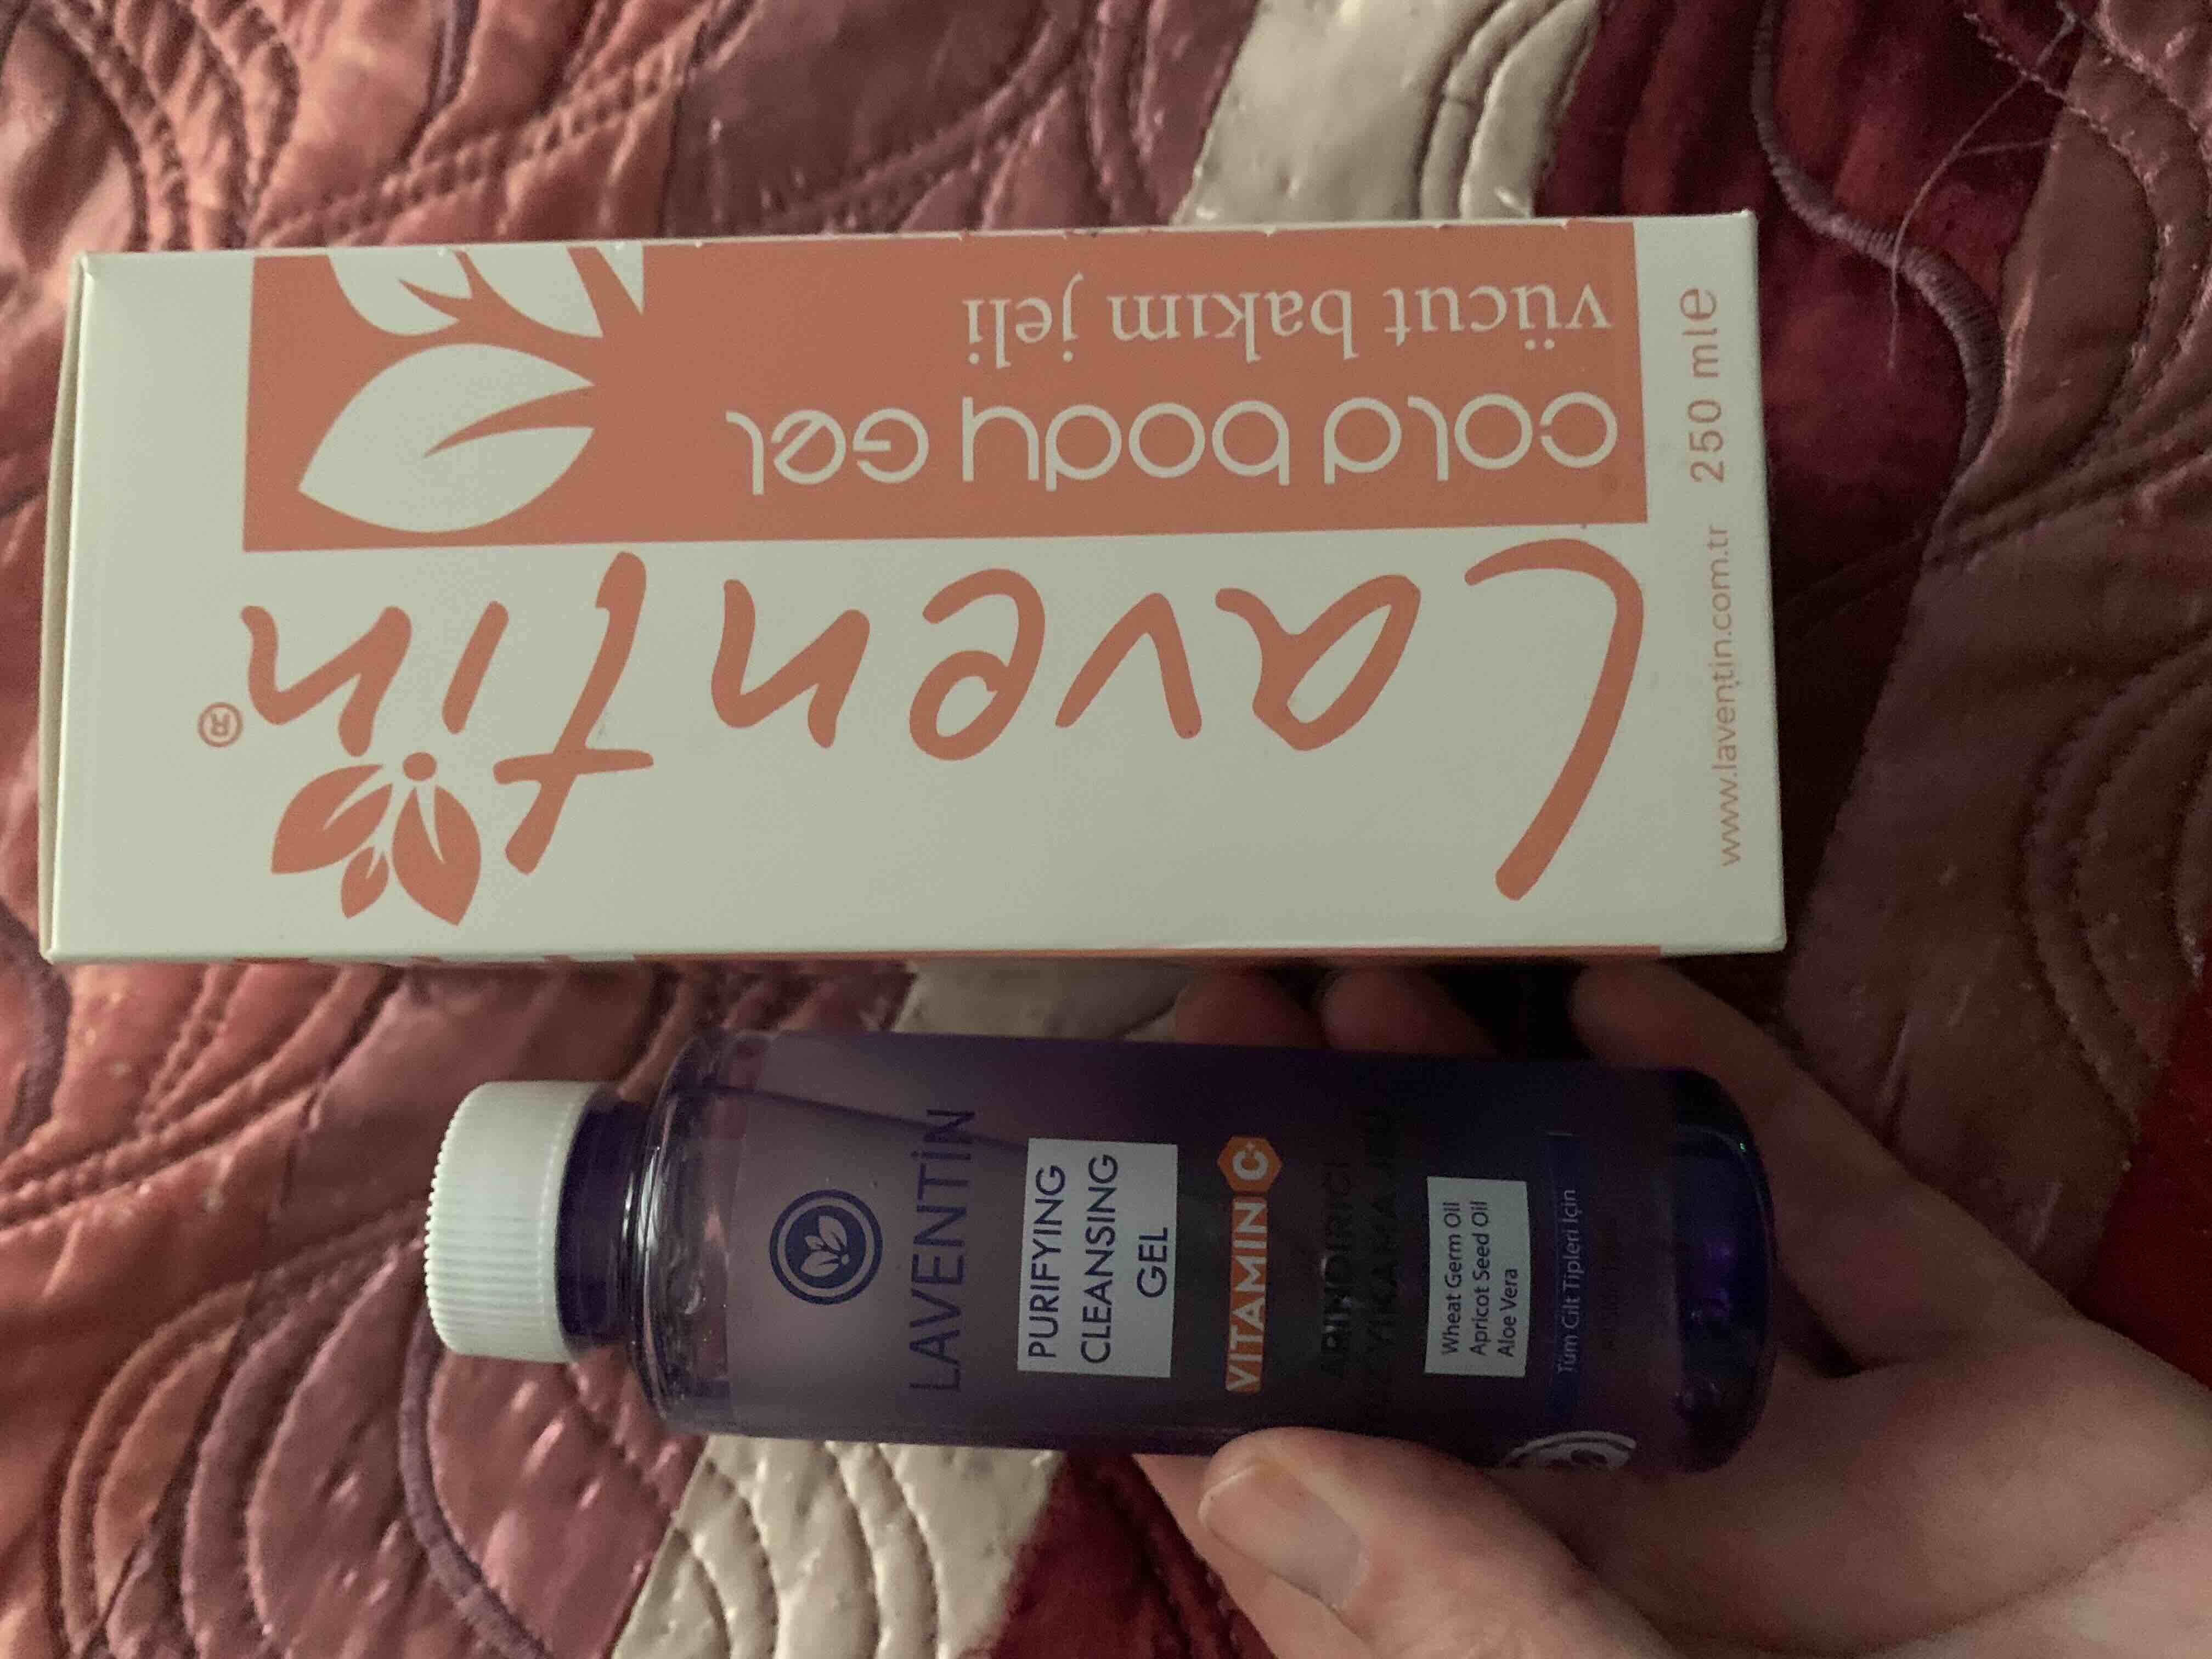 Laventin®
cold body Gel
vücut bakım jeli
www.laventin.com.tr 250 ml℮
LAVENTİN
PURIFYING
CLEANSING
GEL
VITAMIN C
ARINDIRICI
Wheat Germ Oil
Apricot Seed Oil
Aloe Vera
Tüm Cilt Tipleri İçin